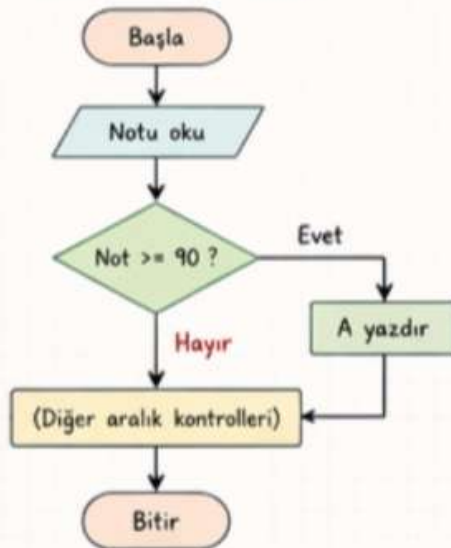 Başla
Notu oku
Not >= 90 ?
Evet
A yazdır
Hayır
(Diğer aralık kontrolleri)
Bitir